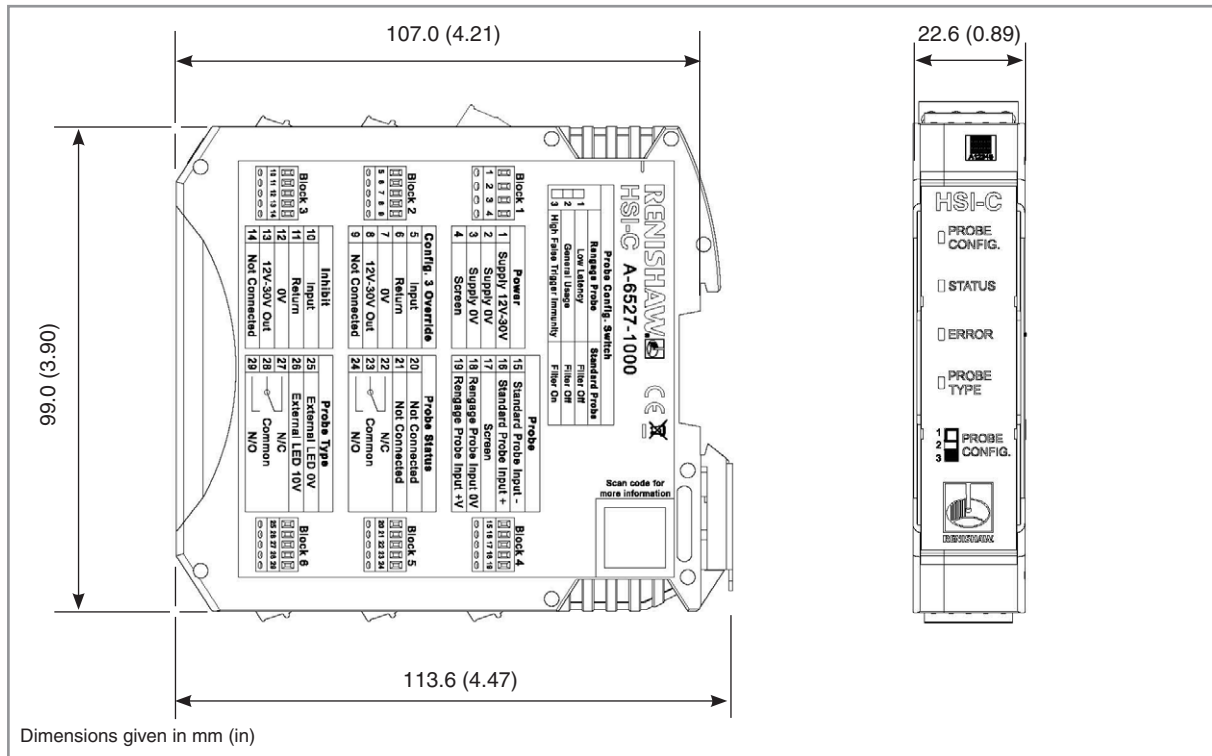 107.0 (4.21)
22.6 (0.89)
99.0 (3.90)
113.6 (4.47)
Dimensions given in mm (in)
RENISHAW
HSI-C A-6527-1000
CE
Probe Config. Switch
Rengage Probe Standard Probe
1 Low Latency Filter Off
2 General Usage Filter Off
3 High False Trigger Immunity Filter On
Block 1
1 2 3 4
Power
1 Supply 12V-30V
2 Supply 0V
3 Supply 0V
4 Screen
Block 2
5 6 7 8 9
Config. 3 Override
5 Input
6 Return
7 0V
8 12V-30V Out
9 Not Connected
Block 3
10 11 12 13 14
Inhibit
10 Input
11 Return
12 0V
13 12V-30V Out
14 Not Connected
Probe
15 Standard Probe Input -
16 Standard Probe Input +
17 Screen
18 Rengage Probe Input 0V
19 Rengage Probe Input +V
Block 4
15 16 17 18 19
Probe Status
20 Not Connected
21 Not Connected
22 N/C
23 Common
24 N/O
Block 5
20 21 22 23 24
Probe Type
25 External LED 0V
26 External LED 10V
27 N/C
28 Common
29 N/O
Block 6
25 26 27 28 29
Scan code for
more information
HSI-C
PROBE
CONFIG.
STATUS
ERROR
PROBE
TYPE
1
2
3
PROBE
CONFIG.
RENISHAW